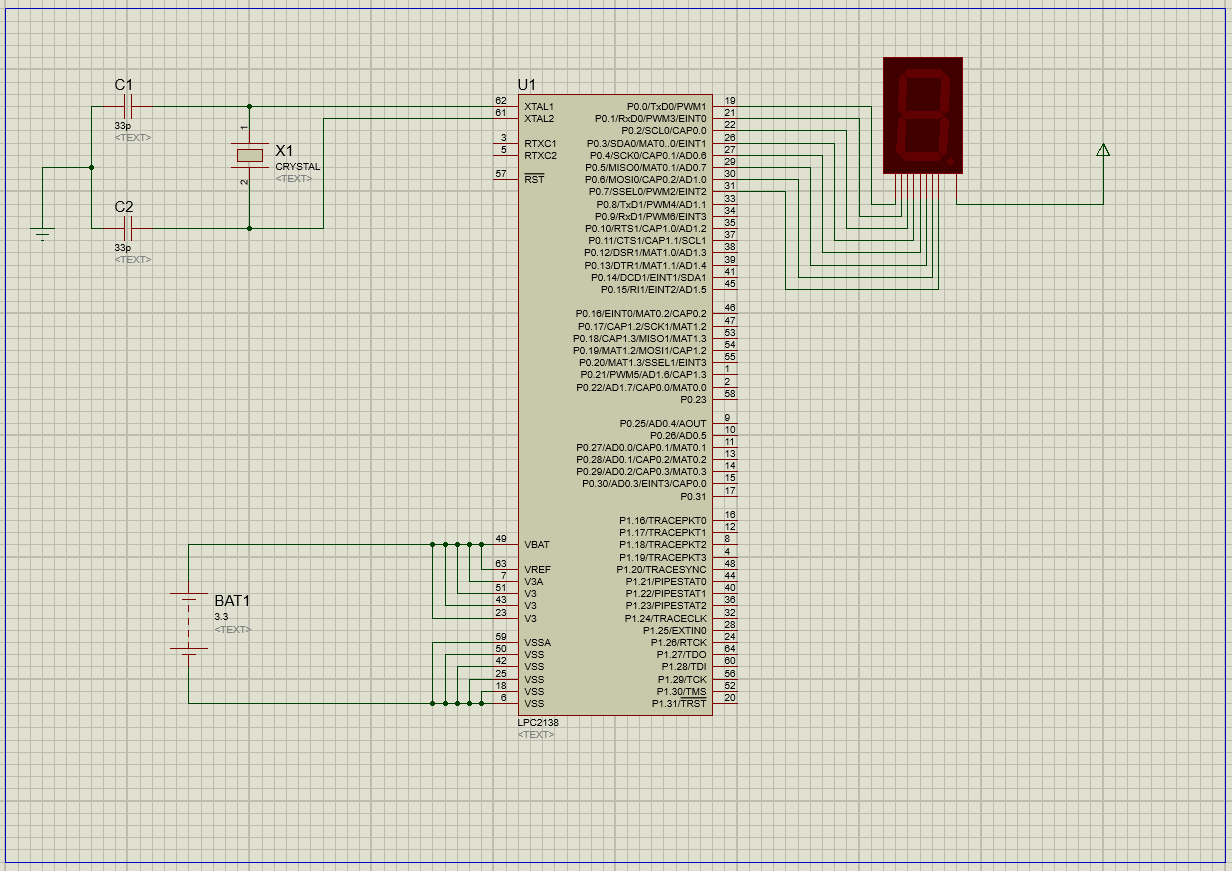 C1
33p
<TEXT>
1
X1
CRYSTAL
<TEXT>
2
C2
33p
<TEXT>
U1
62 XTAL1
61 XTAL2
3 RTXC1
5 RTXC2
57 RST
49 VBAT
63 VREF
7 V3A
51 V3
43 V3
23 V3
59 VSSA
50 VSS
42 VSS
25 VSS
18 VSS
6 VSS
P0.0/TxD0/PWM1 19
P0.1/RxD0/PWM3/EINT0 21
P0.2/SCL0/CAP0.0 22
P0.3/SDA0/MAT0..0/EINT1 26
P0.4/SCK0/CAP0.1/AD0.6 27
P0.5/MISO0/MAT0.1/AD0.7 29
P0.6/MOSI0/CAP0.2/AD1.0 30
P0.7/SSEL0/PWM2/EINT2 31
P0.8/TxD1/PWM4/AD1.1 33
P0.9/RxD1/PWM6/EINT3 34
P0.10/RTS1/CAP1.0/AD1.2 35
P0.11/CTS1/CAP1.1/SCL1 37
P0.12/DSR1/MAT1.0/AD1.3 38
P0.13/DTR1/MAT1.1/AD1.4 39
P0.14/DCD1/EINT1/SDA1 41
P0.15/RI1/EINT2/AD1.5 45
P0.16/EINT0/MAT0.2/CAP0.2 46
P0.17/CAP1.2/SCK1/MAT1.2 47
P0.18/CAP1.3/MISO1/MAT1.3 53
P0.19/MAT1.2/MOSI1/CAP1.2 54
P0.20/MAT1.3/SSEL1/EINT3 55
P0.21/PWM5/AD1.6/CAP1.3 1
P0.22/AD1.7/CAP0.0/MAT0.0 2
P0.23 58
P0.25/AD0.4/AOUT 9
P0.26/AD0.5 10
P0.27/AD0.0/CAP0.1/MAT0.1 11
P0.28/AD0.1/CAP0.2/MAT0.2 13
P0.29/AD0.2/CAP0.3/MAT0.3 14
P0.30/AD0.3/EINT3/CAP0.0 15
P0.31 17
P1.16/TRACEPKT0 16
P1.17/TRACEPKT1 12
P1.18/TRACEPKT2 8
P1.19/TRACEPKT3 4
P1.20/TRACESYNC 48
P1.21/PIPESTAT0 44
P1.22/PIPESTAT1 40
P1.23/PIPESTAT2 36
P1.24/TRACECLK 32
P1.25/EXTIN0 28
P1.26/RTCK 24
P1.27/TDO 64
P1.28/TDI 60
P1.29/TCK 56
P1.30/TMS 52
P1.31/TRST 20
LPC2138
<TEXT>
BAT1
3.3
<TEXT>